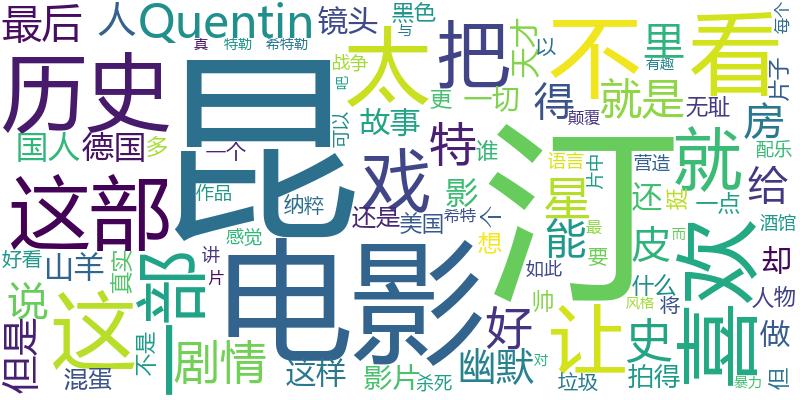 最后
人
Quentin
镜头
黑色
与
真
特勒
希特勒
战争
吧
天才
以
里
不
看
有趣
片子
每个
历史
昆
太
把
得
就是
颠覆
无耻
房
更
一切
可以
故事
国人
德国
多
一个
特
谁
语言
片中
营造
配乐
就
给
这部
作品
纳粹
戏
影
还是
美国
希特
个
汀
星
还
挺
一点
酒馆
感觉
想
能
要
皮
最
而
却
好看
山羊
真实
部
讲
片
电影
如此
什么
喜欢
人物
说
这
帅
风格
将
但是
一
不是
剧情
混蛋
这样
影片
杀死
幽默
好
对
让
垃圾
史
拍得
暴力
做
但